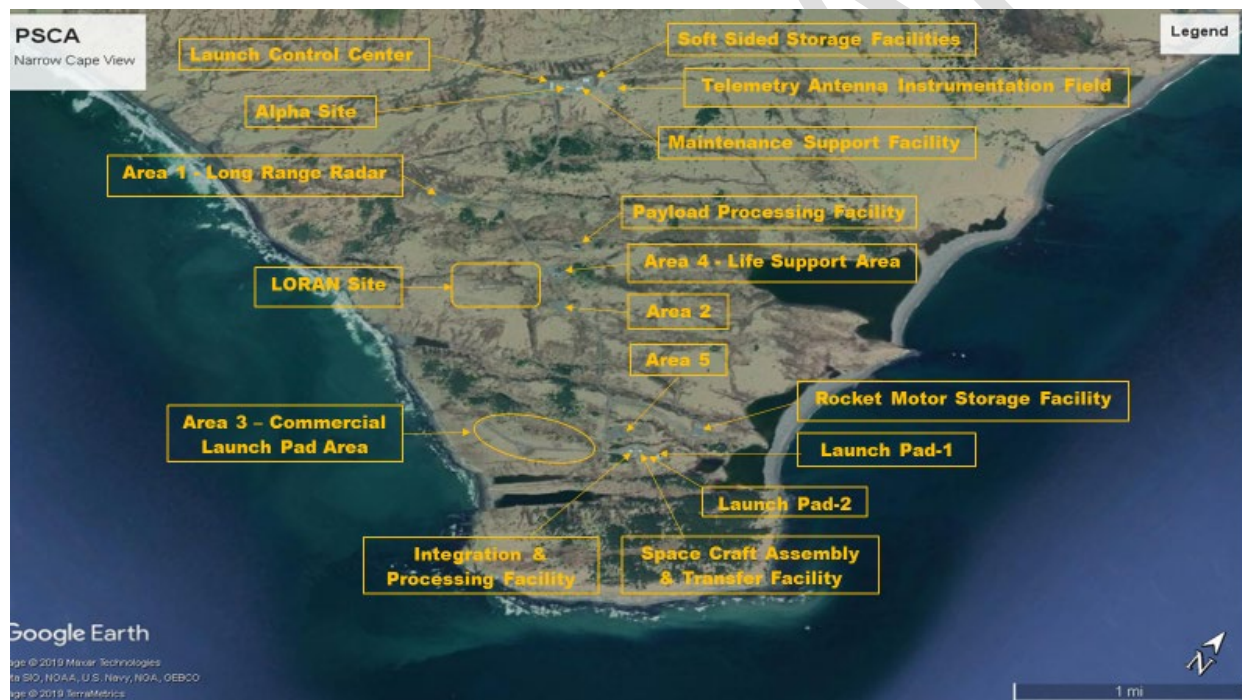 PSCA
Narrow Cape View
Legend
Launch Control Center
Soft Sided Storage Facilities
Telemetry Antenna Instrumentation Field
Alpha Site
Maintenance Support Facility
Area 1 - Long Range Radar
Payload Processing Facility
Area 4 - Life Support Area
LORAN Site
Area 2
Area 5
Rocket Motor Storage Facility
Area 3 – Commercial
Launch Pad Area
Launch Pad-1
Launch Pad-2
Integration &
Processing Facility
Space Craft Assembly
& Transfer Facility
Google Earth
age © 2019 Maxar Technologies
ta SIO, NOAA, U.S. Navy, NGA, GEBCO
age © 2019 TerraMetrics
N
1 mi